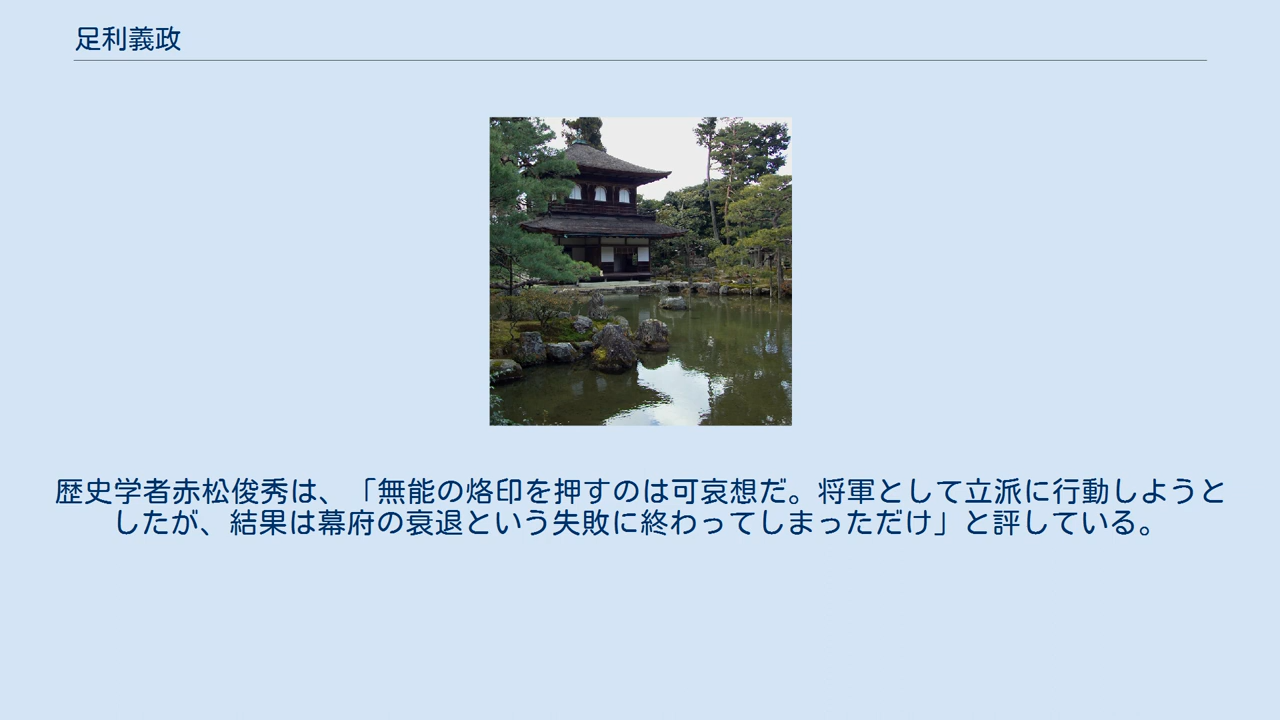 足利義政
歴史学者赤松俊秀は、「無能の烙印を押すのは可哀想だ。将軍として立派に行動しようと
したが、結果は幕府の衰退という失敗に終わってしまっただけ」と評している。